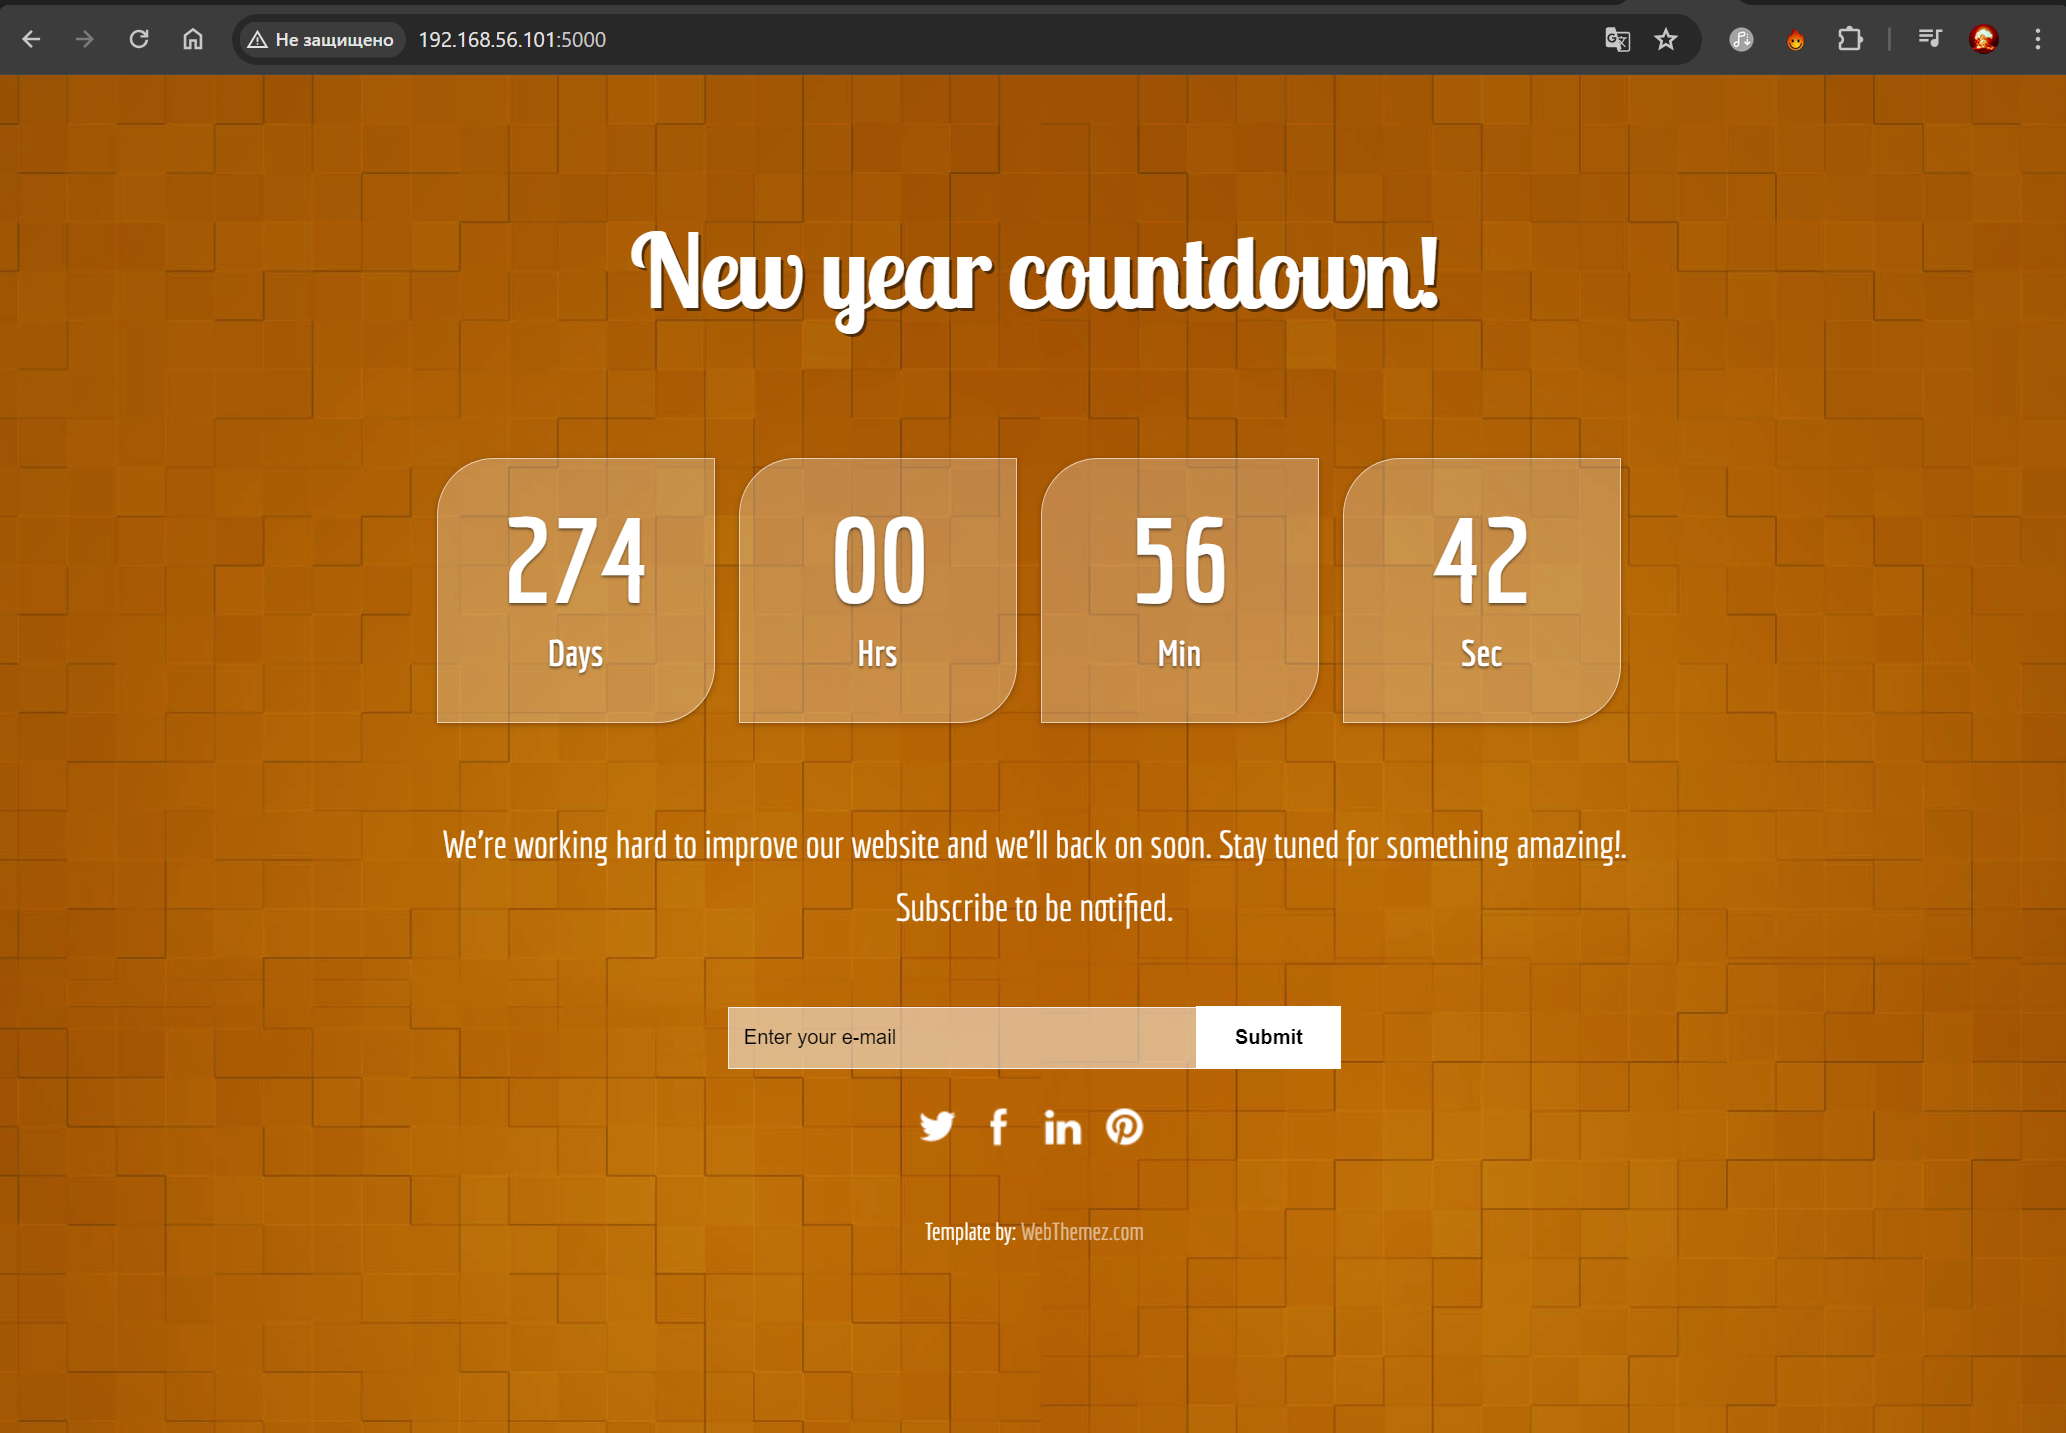 Не защищено 192.168.56.101:5000
New year countdown!
274 00 56 42
Days Hrs Min Sec
We're working hard to improve our website and we'll back on soon. Stay tuned for something amazing!.
Subscribe to be notified.
Enter your e-mail Submit
Template by: WebThemez.com